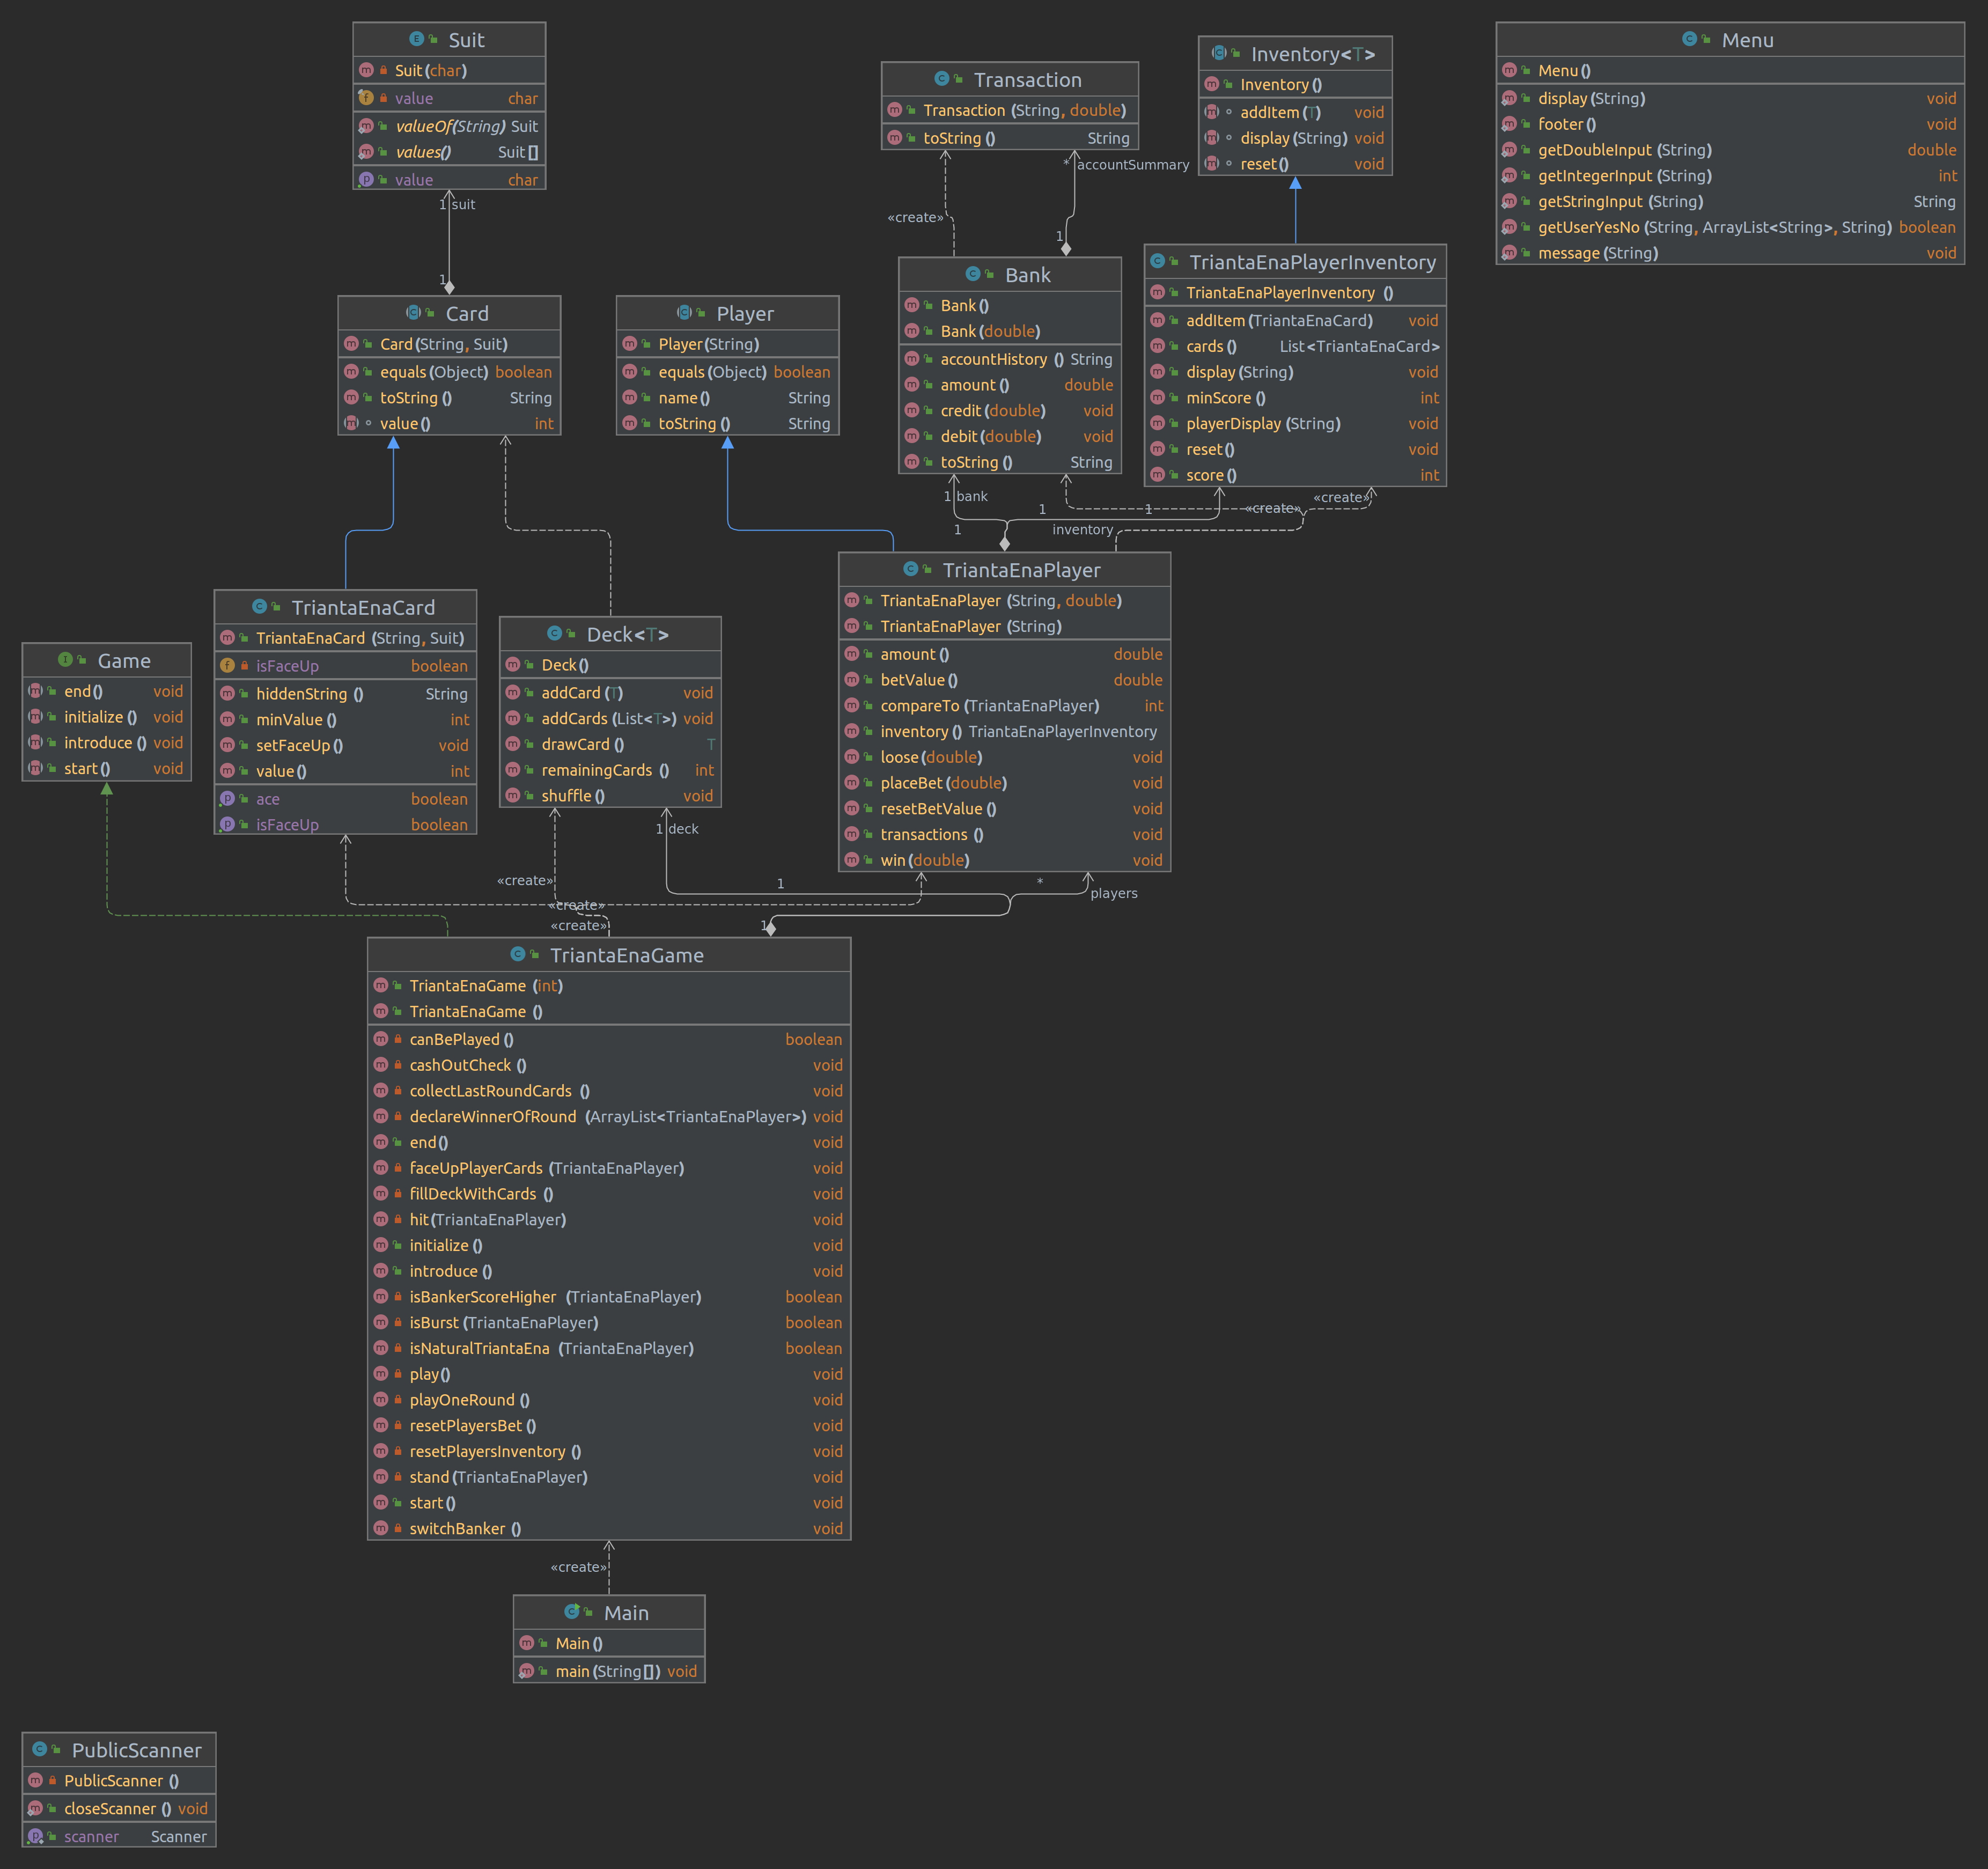 Suit
Suit(char)
value char
valueOf(String) Suit
values() Suit[]
value char
1 suit
1
Transaction
Transaction (String, double)
toString() String
* accountSummary
«create»
1
Inventory<T>
Inventory()
addItem(T) void
display(String) void
reset() void
Menu
Menu()
display(String) void
footer() void
getDoubleInput (String) double
getIntegerInput (String) int
getStringInput (String) String
getUserYesNo (String, ArrayList<String>, String) boolean
message(String) void
Card
Card(String, Suit)
equals(Object) boolean
toString() String
value() int
Player
Player(String)
equals(Object) boolean
name() String
toString() String
Bank
Bank()
Bank(double)
accountHistory () String
amount() double
credit(double) void
debit(double) void
toString() String
TriantaEnaPlayerInventory
TriantaEnaPlayerInventory ()
addItem(TriantaEnaCard) void
cards() List<TriantaEnaCard>
display(String) void
minScore() int
playerDisplay (String) void
reset() void
score() int
1 bank
«create»
1
1
«create»
1
inventory
TriantaEnaPlayer
TriantaEnaPlayer (String, double)
TriantaEnaPlayer (String)
amount() double
betValue() double
compareTo (TriantaEnaPlayer) int
inventory() TriantaEnaPlayerInventory
loose(double) void
placeBet(double) void
resetBetValue() void
transactions () void
win(double) void
Game
end() void
initialize() void
introduce() void
start() void
TriantaEnaCard
TriantaEnaCard (String, Suit)
isFaceUp boolean
hiddenString () String
minValue() int
setFaceUp() void
value() int
ace boolean
isFaceUp boolean
Deck<T>
Deck()
addCard(T) void
addCards(List<T>) void
drawCard() T
remainingCards () int
shuffle() void
1 deck
«create»
1
*
players
«create»
«create»
1
TriantaEnaGame
TriantaEnaGame (int)
TriantaEnaGame ()
canBePlayed() boolean
cashOutCheck () void
collectLastRoundCards () void
declareWinnerOfRound (ArrayList<TriantaEnaPlayer>) void
end() void
faceUpPlayerCards (TriantaEnaPlayer) void
fillDeckWithCards () void
hit(TriantaEnaPlayer) void
initialize() void
introduce() void
isBankerScoreHigher (TriantaEnaPlayer) boolean
isBurst(TriantaEnaPlayer) boolean
isNaturalTriantaEna (TriantaEnaPlayer) boolean
play() void
playOneRound () void
resetPlayersBet () void
resetPlayersInventory () void
stand(TriantaEnaPlayer) void
start() void
switchBanker () void
«create»
Main
Main()
main(String[]) void
PublicScanner
PublicScanner ()
closeScanner () void
scanner Scanner